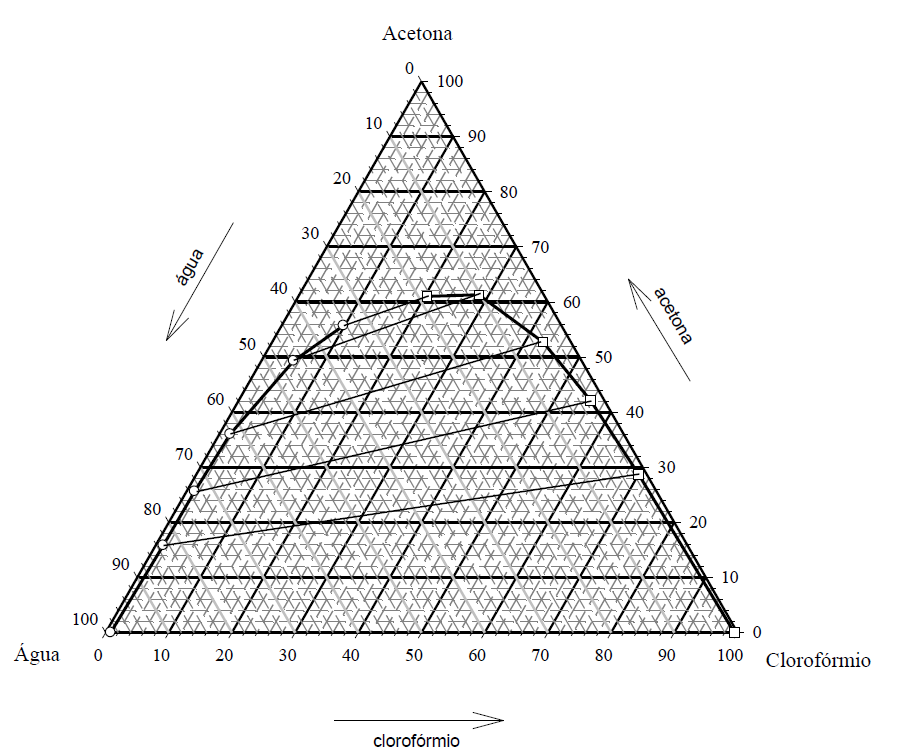 Acetona
0 100
10 90
20 80
água
30 70
acetona
40 60
50 50
60 40
70 30
80 20
90 10
100 0
Água 0 10 20 30 40 50 60 70 80 90 100 Clorofórmio
clorofórmio